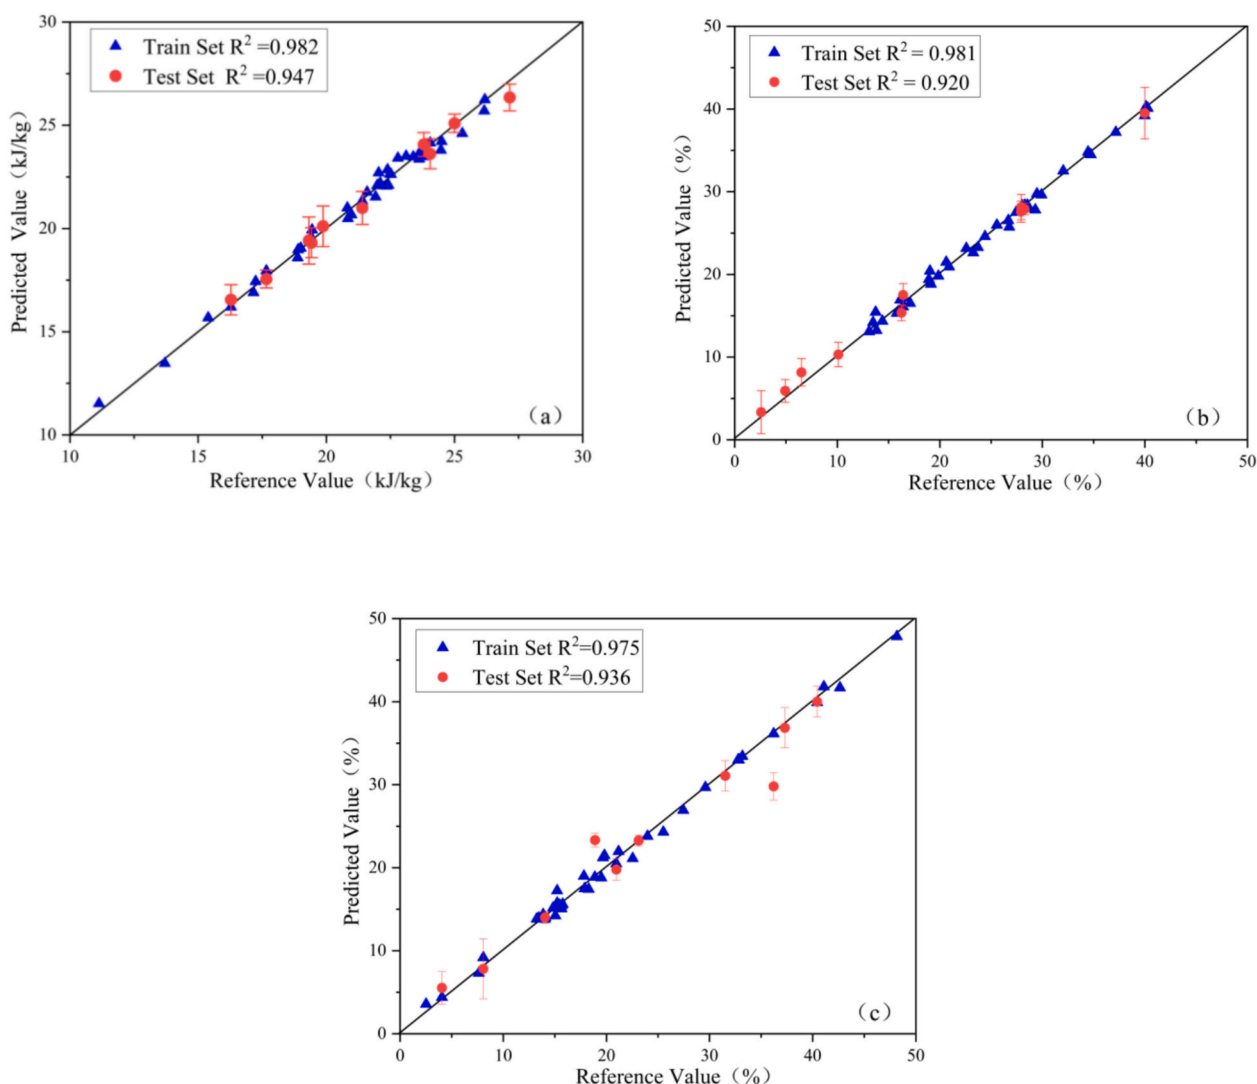 30
25
20
15
10
Predicted Value（kJ/kg）
Train Set R² =0.982
Test Set R² =0.947
（a）
10 15 20 25 30
Reference Value（kJ/kg）
50
40
30
20
10
0
Predicted Value（%）
Train Set R² = 0.981
Test Set R² = 0.920
（b）
0 10 20 30 40 50
Reference Value（%）
50
40
30
20
10
0
Predicted Value（%）
Train Set R²=0.975
Test Set R²=0.936
（c）
0 10 20 30 40 50
Reference Value（%）